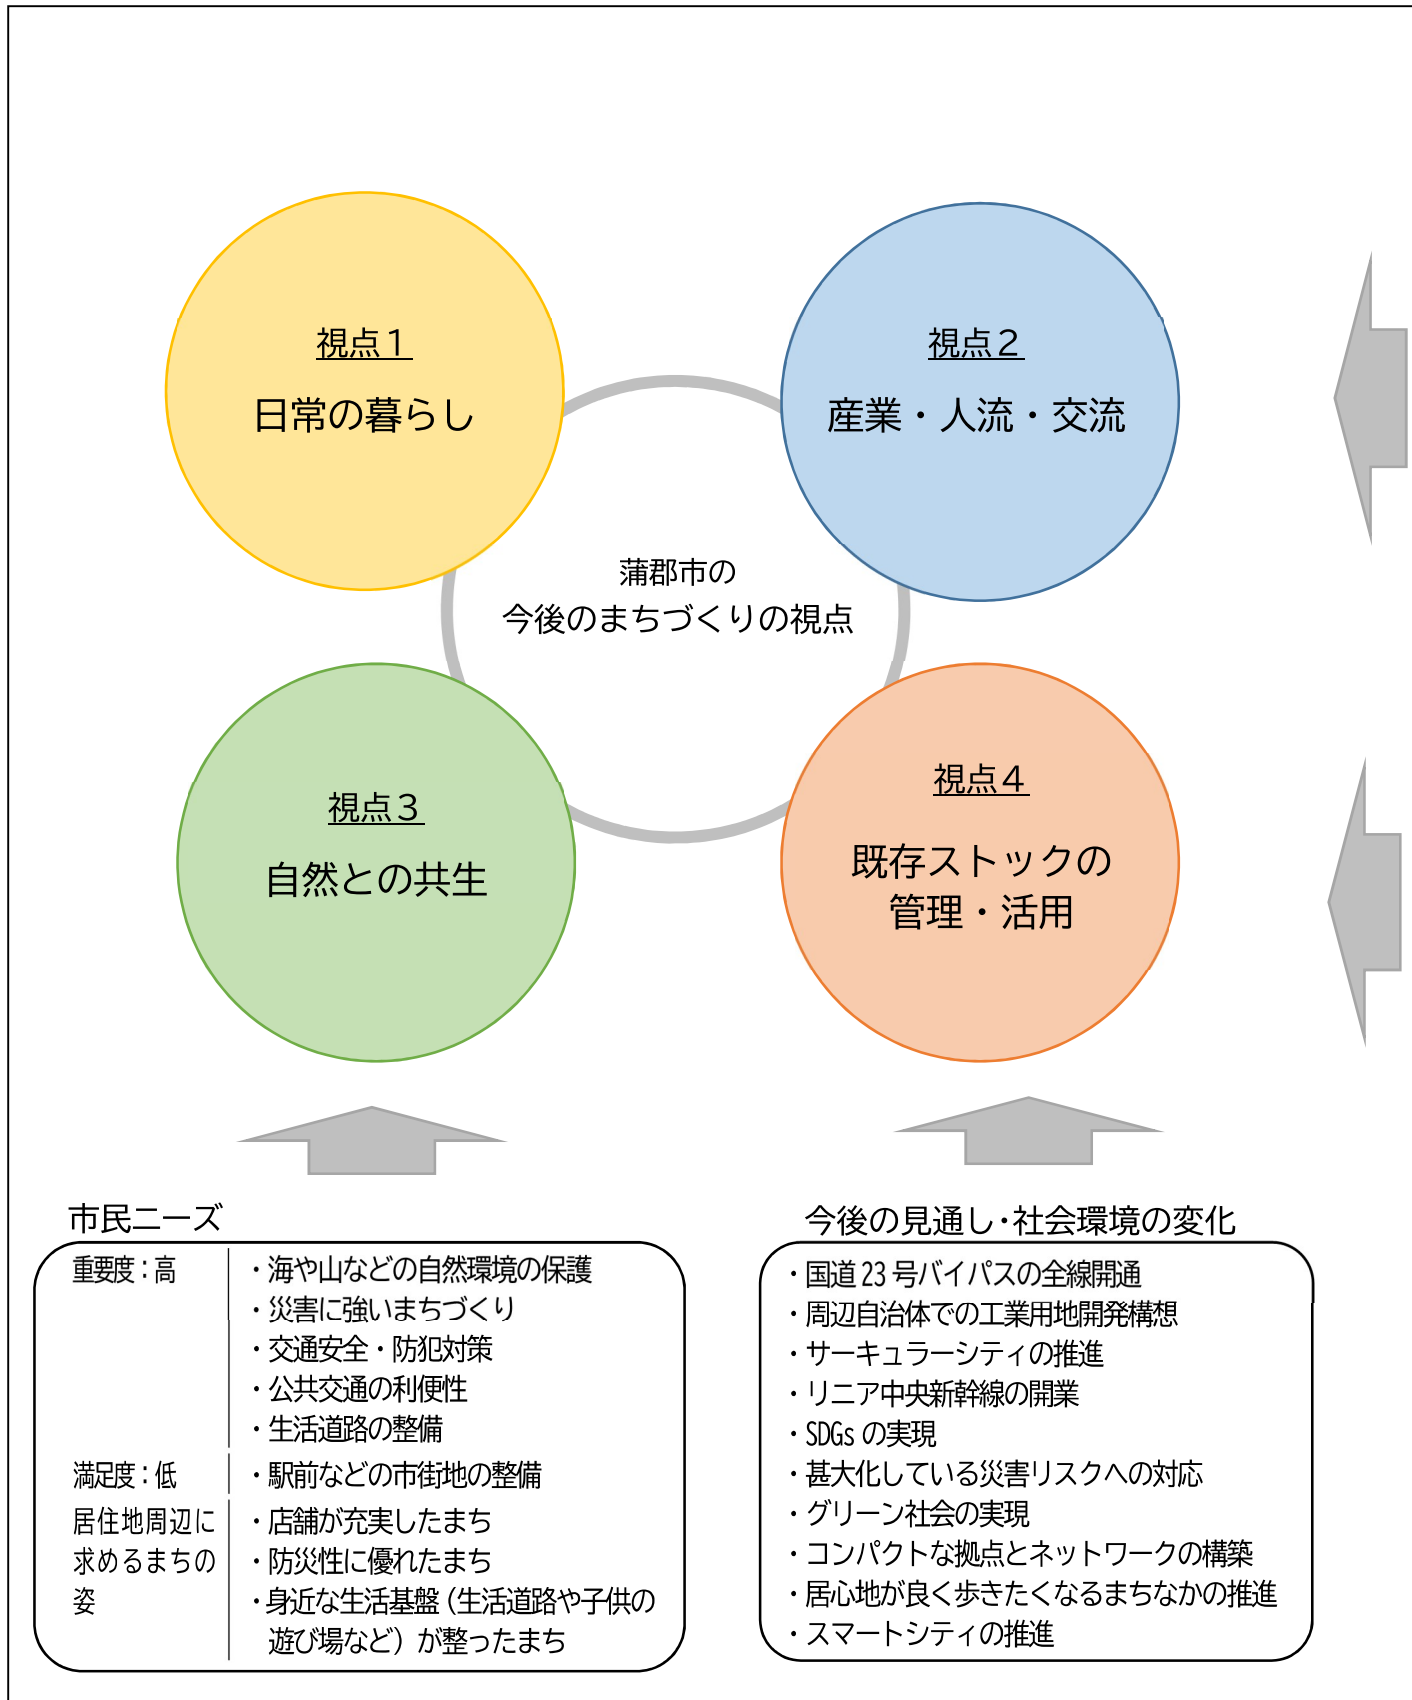 視点１
日常の暮らし
視点２
産業・人流・交流
蒲郡市の
今後のまちづくりの視点
視点３
自然との共生
視点４
既存ストックの
管理・活用
市民ニーズ
重要度：高
・海や山などの自然環境の保護
・災害に強いまちづくり
・交通安全・防犯対策
・公共交通の利便性
・生活道路の整備
満足度：低
・駅前などの市街地の整備
居住地周辺に
求めるまちの
姿
・店舗が充実したまち
・防災性に優れたまち
・身近な生活基盤（生活道路や子供の
遊び場など）が整ったまち
今後の見通し・社会環境の変化
・国道 23 号バイパスの全線開通
・周辺自治体での工業用地開発構想
・サーキュラーシティの推進
・リニア中央新幹線の開業
・SDGs の実現
・甚大化している災害リスクへの対応
・グリーン社会の実現
・コンパクトな拠点とネットワークの構築
・居心地が良く歩きたくなるまちなかの推進
・スマートシティの推進